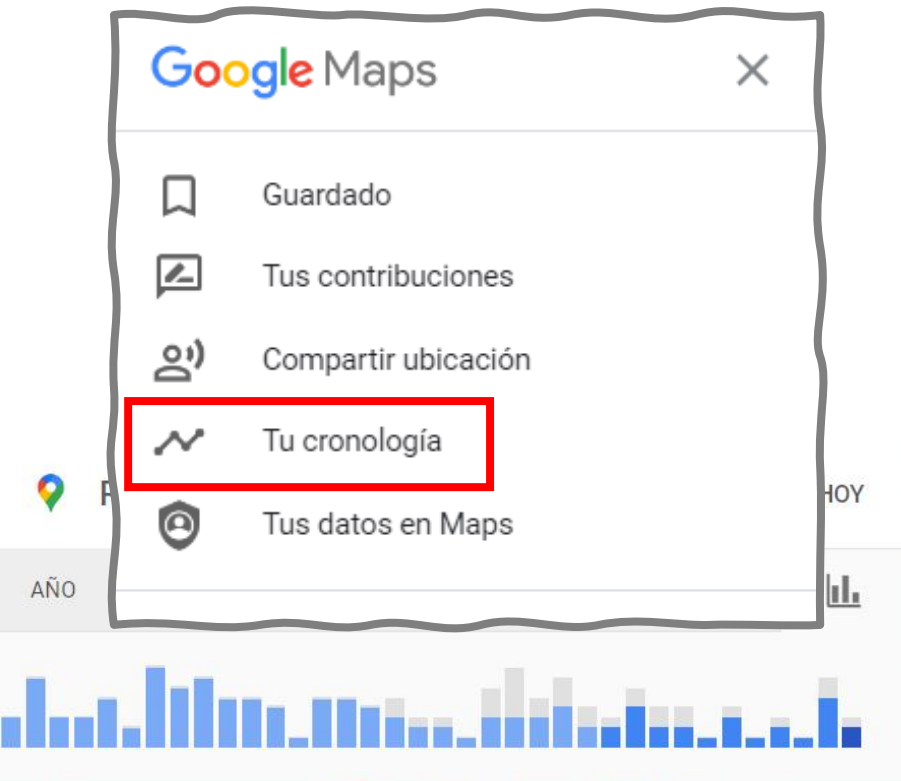 Google Maps
Guardado
Tus contribuciones
Compartir ubicación
Tu cronología
HOY
Tus datos en Maps
AÑO